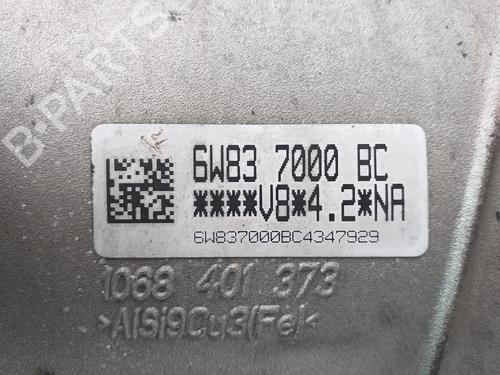 B-PARTS
6W83 7000 BC
****V8*4.2*NA
6W837000BC4347929
1068 401 373
>AlSi9Cu3(Fe)<